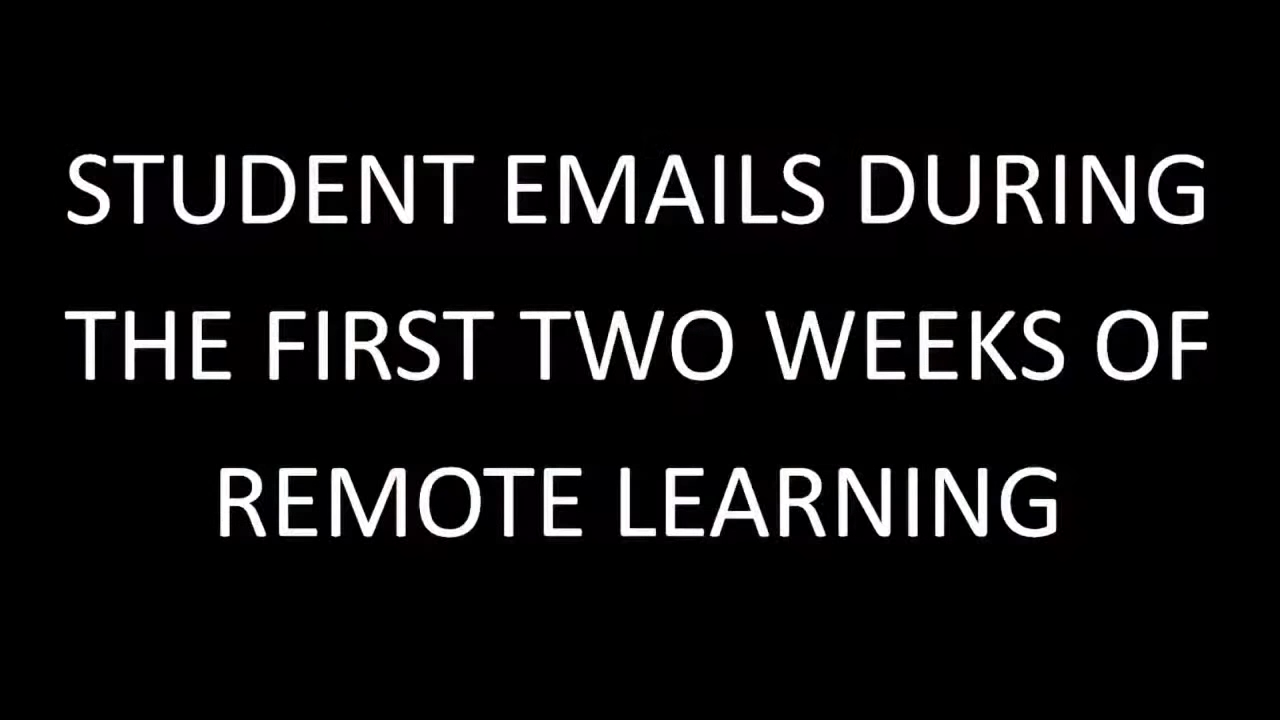 STUDENT EMAILS DURING
THE FIRST TWO WEEKS OF
REMOTE LEARNING